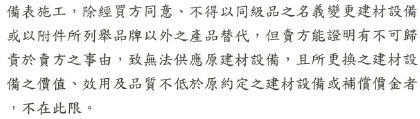 備表施工，除經買方同意、不得以同級品之名義變更建材設備
或以附件所列舉品牌以外之產品替代，但賣方能證明有不可歸
責於賣方之事由，致無法供應原建材設備，且所更換之建材設
備之價值、效用及品質不低於原約定之建材設備或補償價金者
，不在此限。